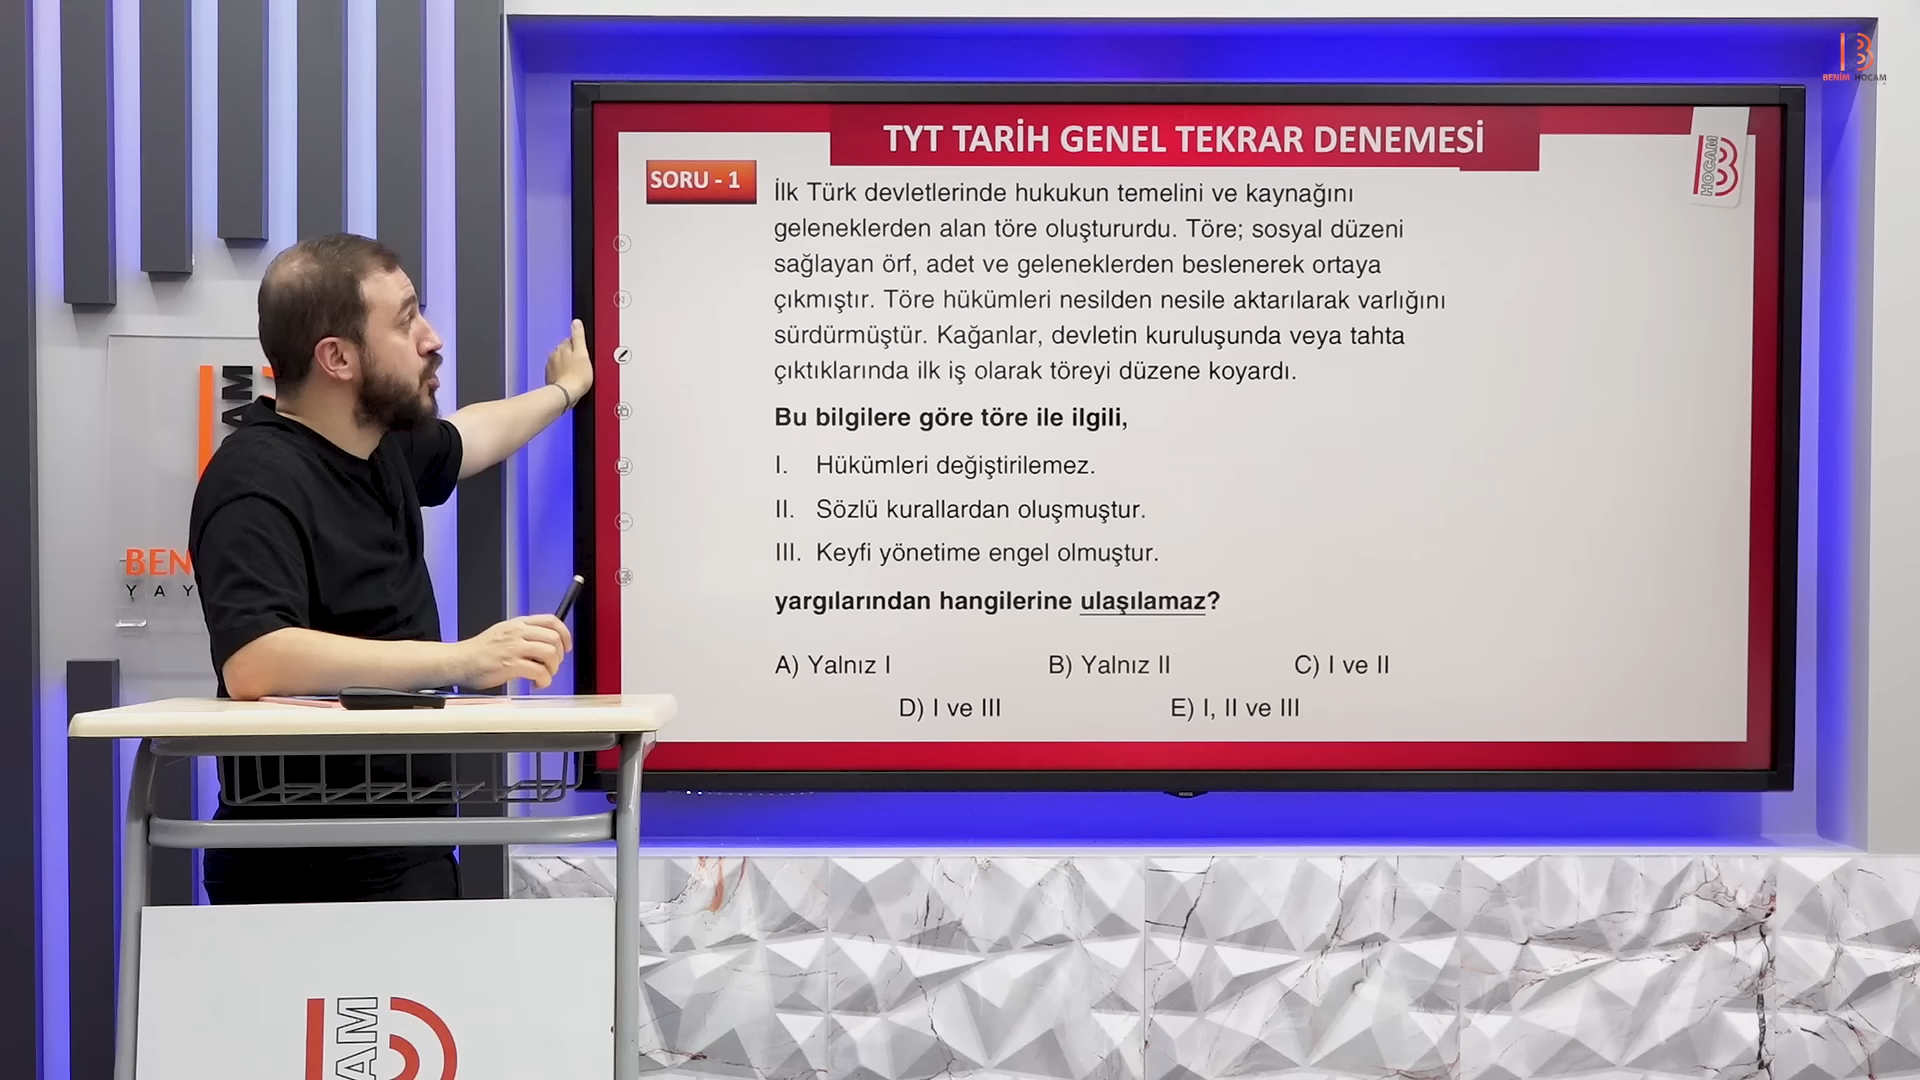 BENİM HOCAM
TYT TARİH GENEL TEKRAR DENEMESİ
HOCAM
SORU - 1
İlk Türk devletlerinde hukukun temelini ve kaynağını
geleneklerden alan töre oluştururdu. Töre; sosyal düzeni
sağlayan örf, adet ve geleneklerden beslenerek ortaya
çıkmıştır. Töre hükümleri nesilden nesile aktarılarak varlığını
sürdürmüştür. Kağanlar, devletin kuruluşunda veya tahta
çıktıklarında ilk iş olarak töreyi düzene koyardı.
Bu bilgilere göre töre ile ilgili,
I. Hükümleri değiştirilemez.
II. Sözlü kurallardan oluşmuştur.
III. Keyfi yönetime engel olmuştur.
yargılarından hangilerine ulaşılamaz?
A) Yalnız I B) Yalnız II C) I ve II
D) I ve III E) I, II ve III
AM
BEN
YAY
AM